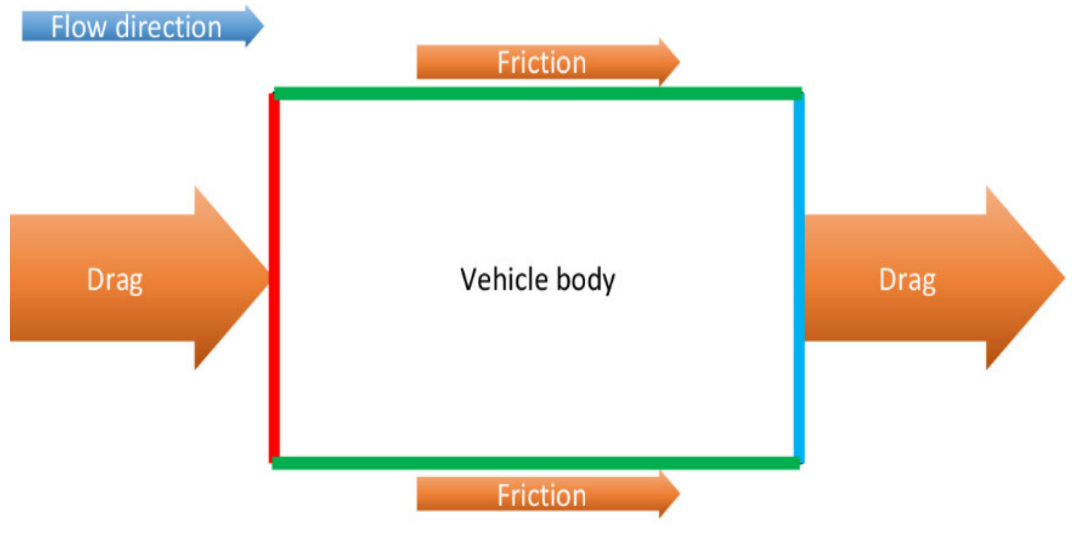 Flow direction
Friction
Drag
Vehicle body
Drag
Friction